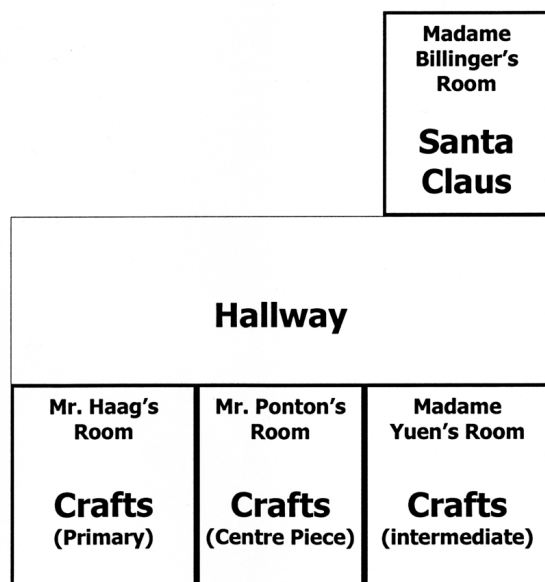 Madame
Billinger's
Room
Santa
Claus
Hallway
Mr. Haag's
Room
Crafts
(Primary)
Mr. Ponton's
Room
Crafts
(Centre Piece)
Madame
Yuen's Room
Crafts
(intermediate)